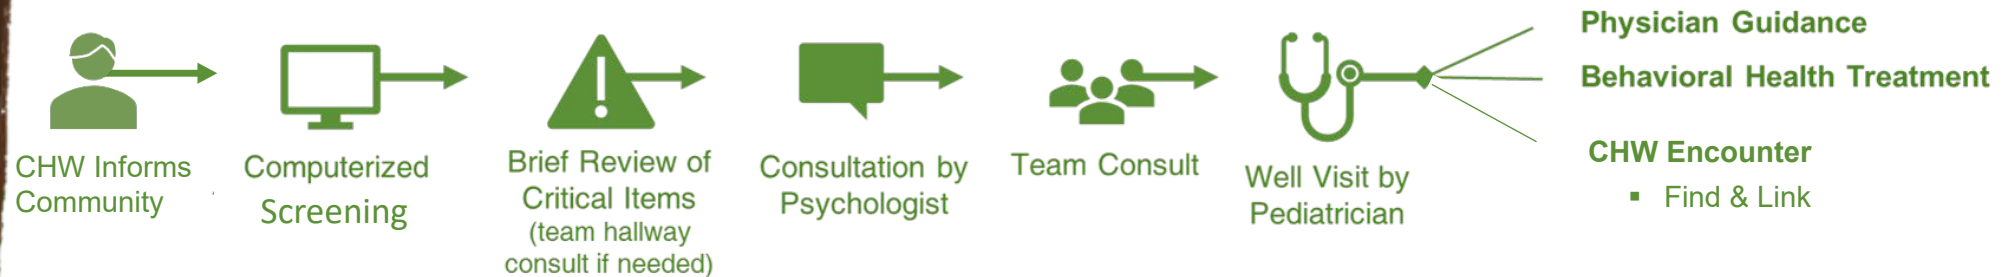 CHW Informs
Community
Computerized
Screening
Brief Review of
Critical Items
(team hallway
consult if needed)
Consultation by
Psychologist
Team Consult
Well Visit by
Pediatrician
Physician Guidance
Behavioral Health Treatment
CHW Encounter
▪ Find & Link